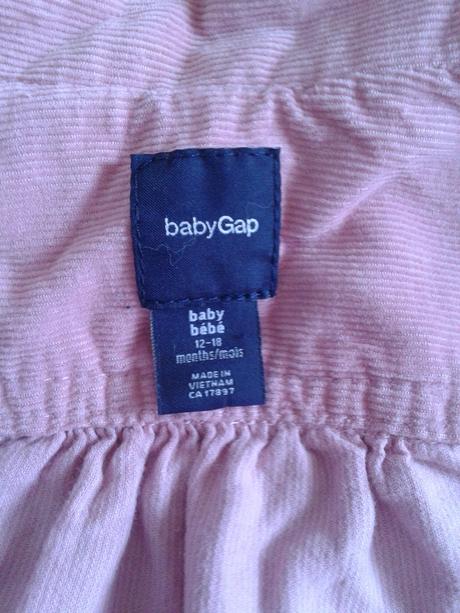 babyGap
baby
bébé
12-18
months/mois
MADE IN
VIETNAM
CA 17897